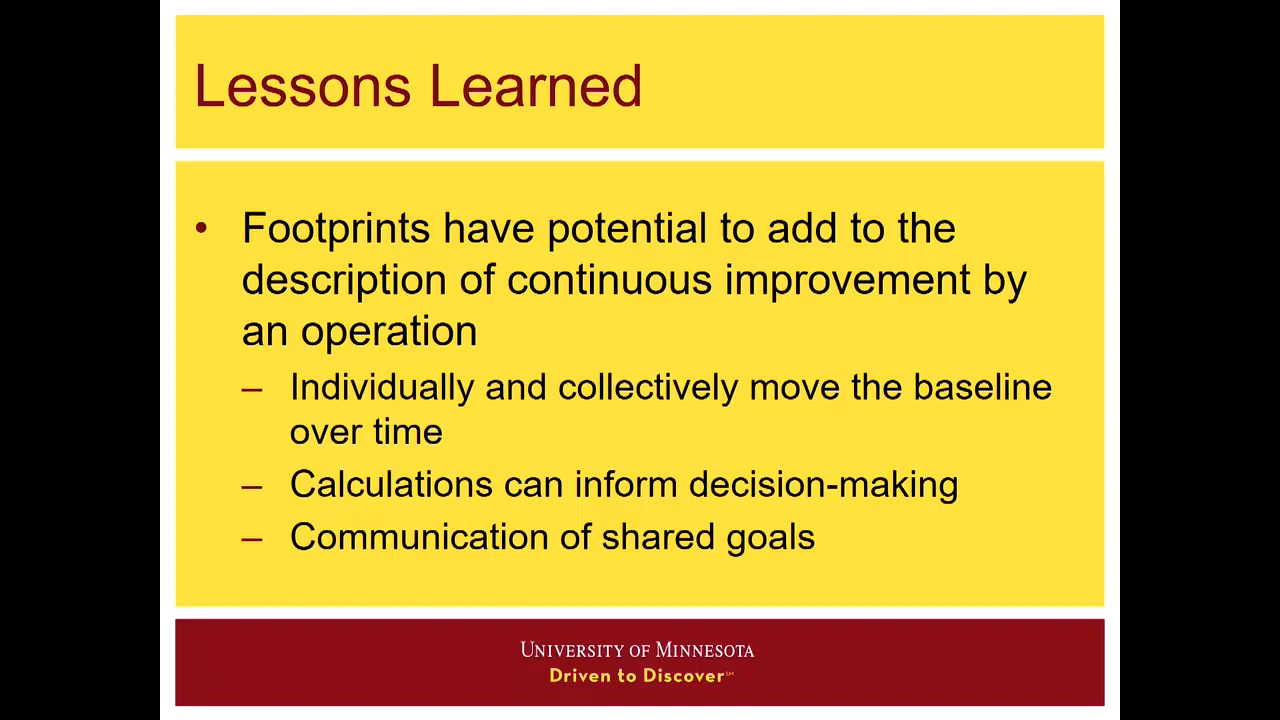 Lessons Learned
• Footprints have potential to add to the
description of continuous improvement by
an operation
– Individually and collectively move the baseline
over time
– Calculations can inform decision-making
– Communication of shared goals
UNIVERSITY OF MINNESOTA
Driven to Discover℠